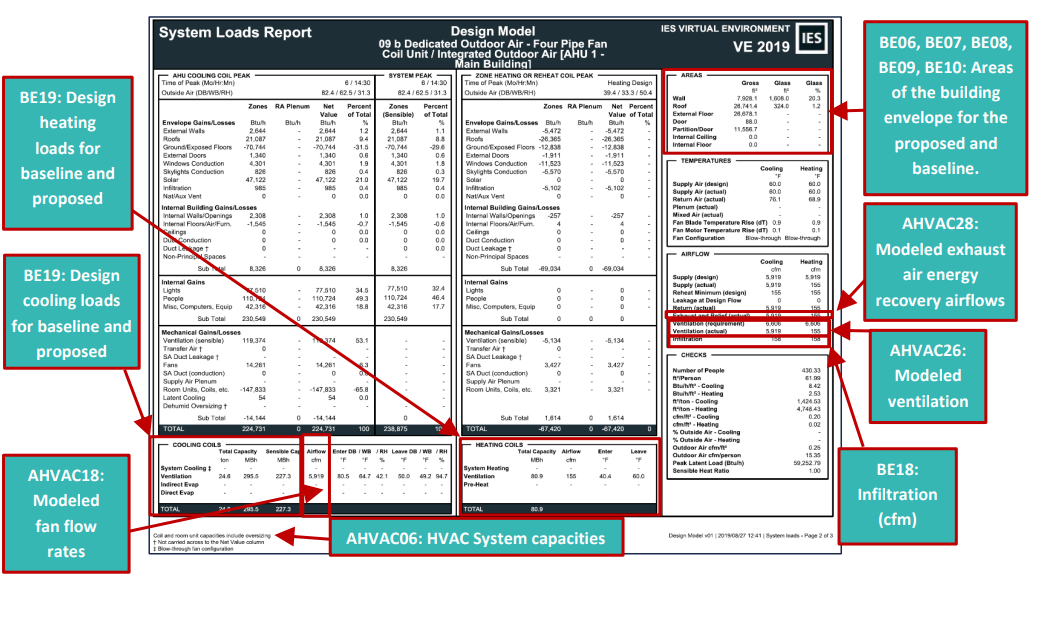 System Loads Report
Design Model
09 b Dedicated Outdoor Air - Four Pipe Fan
Coil Unit / Integrated Outdoor Air [AHU 1 -
Main Building]
IES VIRTUAL ENVIRONMENT
VE 2019
IES
AHU COOLING COIL PEAK SYSTEM PEAK
Time of Peak (Mo/Hr:Mn) 6 / 14:30 6 / 14:30
Outside Air (DB/WB/RH) 82.4 / 62.5 / 31.3 82.4 / 62.5 / 31.3
Zones RA Plenum Net Percent Zones Percent
Value of Total (Sensible) of Total
Envelope Gains/Losses Btu/h Btu/h Btu/h % Btu/h %
External Walls 2,644 - 2,644 1.2 2,644 1.1
Roofs 21,087 - 21,087 9.4 21,087 8.8
Ground/Exposed Floors -70,744 -70,744 -31.5 -70,744 -29.6
External Doors 1,340 - 1,340 0.6 1,340 0.6
Windows Conduction 4,301 - 4,301 1.9 4,301 1.8
Skylights Conduction 826 - 826 0.4 826 0.3
Solar 47,122 - 47,122 21.0 47,122 19.7
Infiltration 985 - 985 0.4 985 0.4
Nat/Aux Vent 0 - 0 0.0 0 0.0
Internal Building Gains/Losses
Internal Walls/Openings 2,308 - 2,308 1.0 2,308 1.0
Internal Floors/Air/Furn. -1,545 - -1,545 -0.7 -1,545 -0.6
Ceilings 0 - 0 0.0 0 0.0
Duct Conduction 0 - 0 0.0 - 0.0
Duct Leakage † 0 0.0
Non-Principal Spaces
Sub Total 8,326 0 8,326 8,326
Internal Gains
Lights 77,510 - 77,510 34.5 77,510 32.4
People 110,724 - 110,724 49.3 110,724 46.4
Misc, Computers, Equip 42,316 - 42,316 18.8 42,316 17.7
Sub Total 230,549 0 230,549 230,549
Mechanical Gains/Losses
Ventilation (sensible) 119,374 53.1
Transfer Air † 0
SA Duct Leakage †
Fans 14,261 - 14,261 6.3
SA Duct (conduction) 0
Supply Air Plenum
Room Units, Coils, etc. -147,833 -147,833 -65.8
Latent Cooling 54 54 0.0
Dehumid Oversizing †
Sub Total -14,144 0 -14,144 0
TOTAL 224,731 0 224,731 100 238,875
ZONE HEATING OR REHEAT COIL PEAK
Time of Peak (Mo/Hr:Mn) Heating Design
Outside Air (DB/WB/RH) 39.4 / 33.3 / 50.4
Zones RA Plenum Net Percent
Value of Total
Envelope Gains/Losses Btu/h Btu/h Btu/h %
External Walls -5,472 - -5,472 -
Roofs -26,365 - -26,365 -
Ground/Exposed Floors -12,838 - -12,838 -
External Doors -1,911 - -1,911 -
Windows Conduction -11,523 - -11,523 -
Skylights Conduction -5,570 - -5,570 -
Solar 0 - 0 -
Infiltration -5,102 - -5,102 -
Nat/Aux Vent 0 - 0 -
Internal Building Gains/Losses
Internal Walls/Openings -257 - -257 -
Internal Floors/Air/Furn. 4 - 4 -
Ceilings 0 - 0 -
Duct Conduction 0 - 0 -
Duct Leakage † 0
Non-Principal Spaces
Sub Total -69,034 0 -69,034
Internal Gains
Lights 0 - 0 -
People 0 - 0 -
Misc, Computers, Equip 0 - 0 -
Sub Total 0 0 0
Mechanical Gains/Losses
Ventilation (sensible) -5,134 - -5,134 -
Transfer Air † 0
SA Duct Leakage †
Fans 3,427 - 3,427 -
SA Duct (conduction)
Supply Air Plenum
Room Units, Coils, etc. 3,321 - 3,321 -
Sub Total 1,614 0 1,614
TOTAL -67,420 0 -67,420 0
AREAS
Gross Glass Glass
ft² ft² %
Wall 7,928.1 1,608.0 20.3
Roof 26,741.4 324.0 1.2
External Floor 26,678.1 - -
Door 88.0 - -
Partition/Door 11,556.7 - -
Internal Ceiling 0.0 - -
Internal Floor 0.0 - -
TEMPERATURES
Cooling Heating
°F °F
Supply Air (design) 60.0 60.0
Supply Air (actual) 60.0 60.0
Return Air (actual) 76.1 68.9
Plenum (actual) - -
Mixed Air (actual) - -
Fan Blade Temperature Rise (dT) 0.9 0.9
Fan Motor Temperature Rise (dT) 0.1 0.1
Fan Configuration Blow-through Blow-through
AIRFLOW
Cooling Heating
cfm cfm
Supply (design) 5,919 5,919
Supply (actual) 5,919 155
Reheat Minimum (design) 155 155
Leakage at Design Flow 0 0
Return (actual) 5,919 155
Exhaust and Relief (actual) 5,919 155
Ventilation (requirement) 6,606 6,606
Ventilation (actual) 5,919 155
Infiltration 158 158
CHECKS
Number of People 430.33
ft²/Person 61.99
Btu/h/ft² - Cooling 8.42
Btu/h/ft² - Heating 2.53
ft²/ton - Cooling 1,424.53
ft²/ton - Heating 4,748.43
cfm/ft² - Cooling 0.20
cfm/ft² - Heating 0.02
% Outside Air - Cooling -
% Outside Air - Heating -
Outdoor Air cfm/ft² 0.25
Outdoor Air cfm/person 15.35
Peak Latent Load (Btu/h) 59,252.79
Sensible Heat Ratio 1.00
COOLING COILS
Total Capacity Sensible Cap Airflow Enter DB / WB / RH Leave DB / WB / RH
ton MBh MBh cfm °F °F % °F °F %
System Cooling ‡ - - - - - - - - - -
Ventilation 24.6 295.5 227.3 5,919 80.5 64.7 42.1 50.0 49.2 94.7
Indirect Evap - - - - - - - - - -
Direct Evap - - - - - - - - - -
TOTAL 295.5 227.3
HEATING COILS
Total Capacity Airflow Enter Leave
MBh cfm °F °F
System Heating - - - -
Ventilation 80.9 155 40.4 60.0
Pre-Heat - - - -
TOTAL 80.9
Coil and room unit capacities include oversizing
† Not carried across to the Net Value column
‡ Blow-through fan configuration
Design Model v01 | 2019/08/27 12:41 | System loads - Page 2 of 3
BE19: Design
heating
loads for
baseline and
proposed
BE19: Design
cooling loads
for baseline and
proposed
AHVAC18:
Modeled
fan flow
rates
AHVAC06: HVAC System capacities
BE06, BE07, BE08,
BE09, BE10: Areas
of the building
envelope for the
proposed and
baseline.
AHVAC28:
Modeled exhaust
air energy
recovery airflows
AHVAC26:
Modeled
ventilation
BE18:
Infiltration
(cfm)